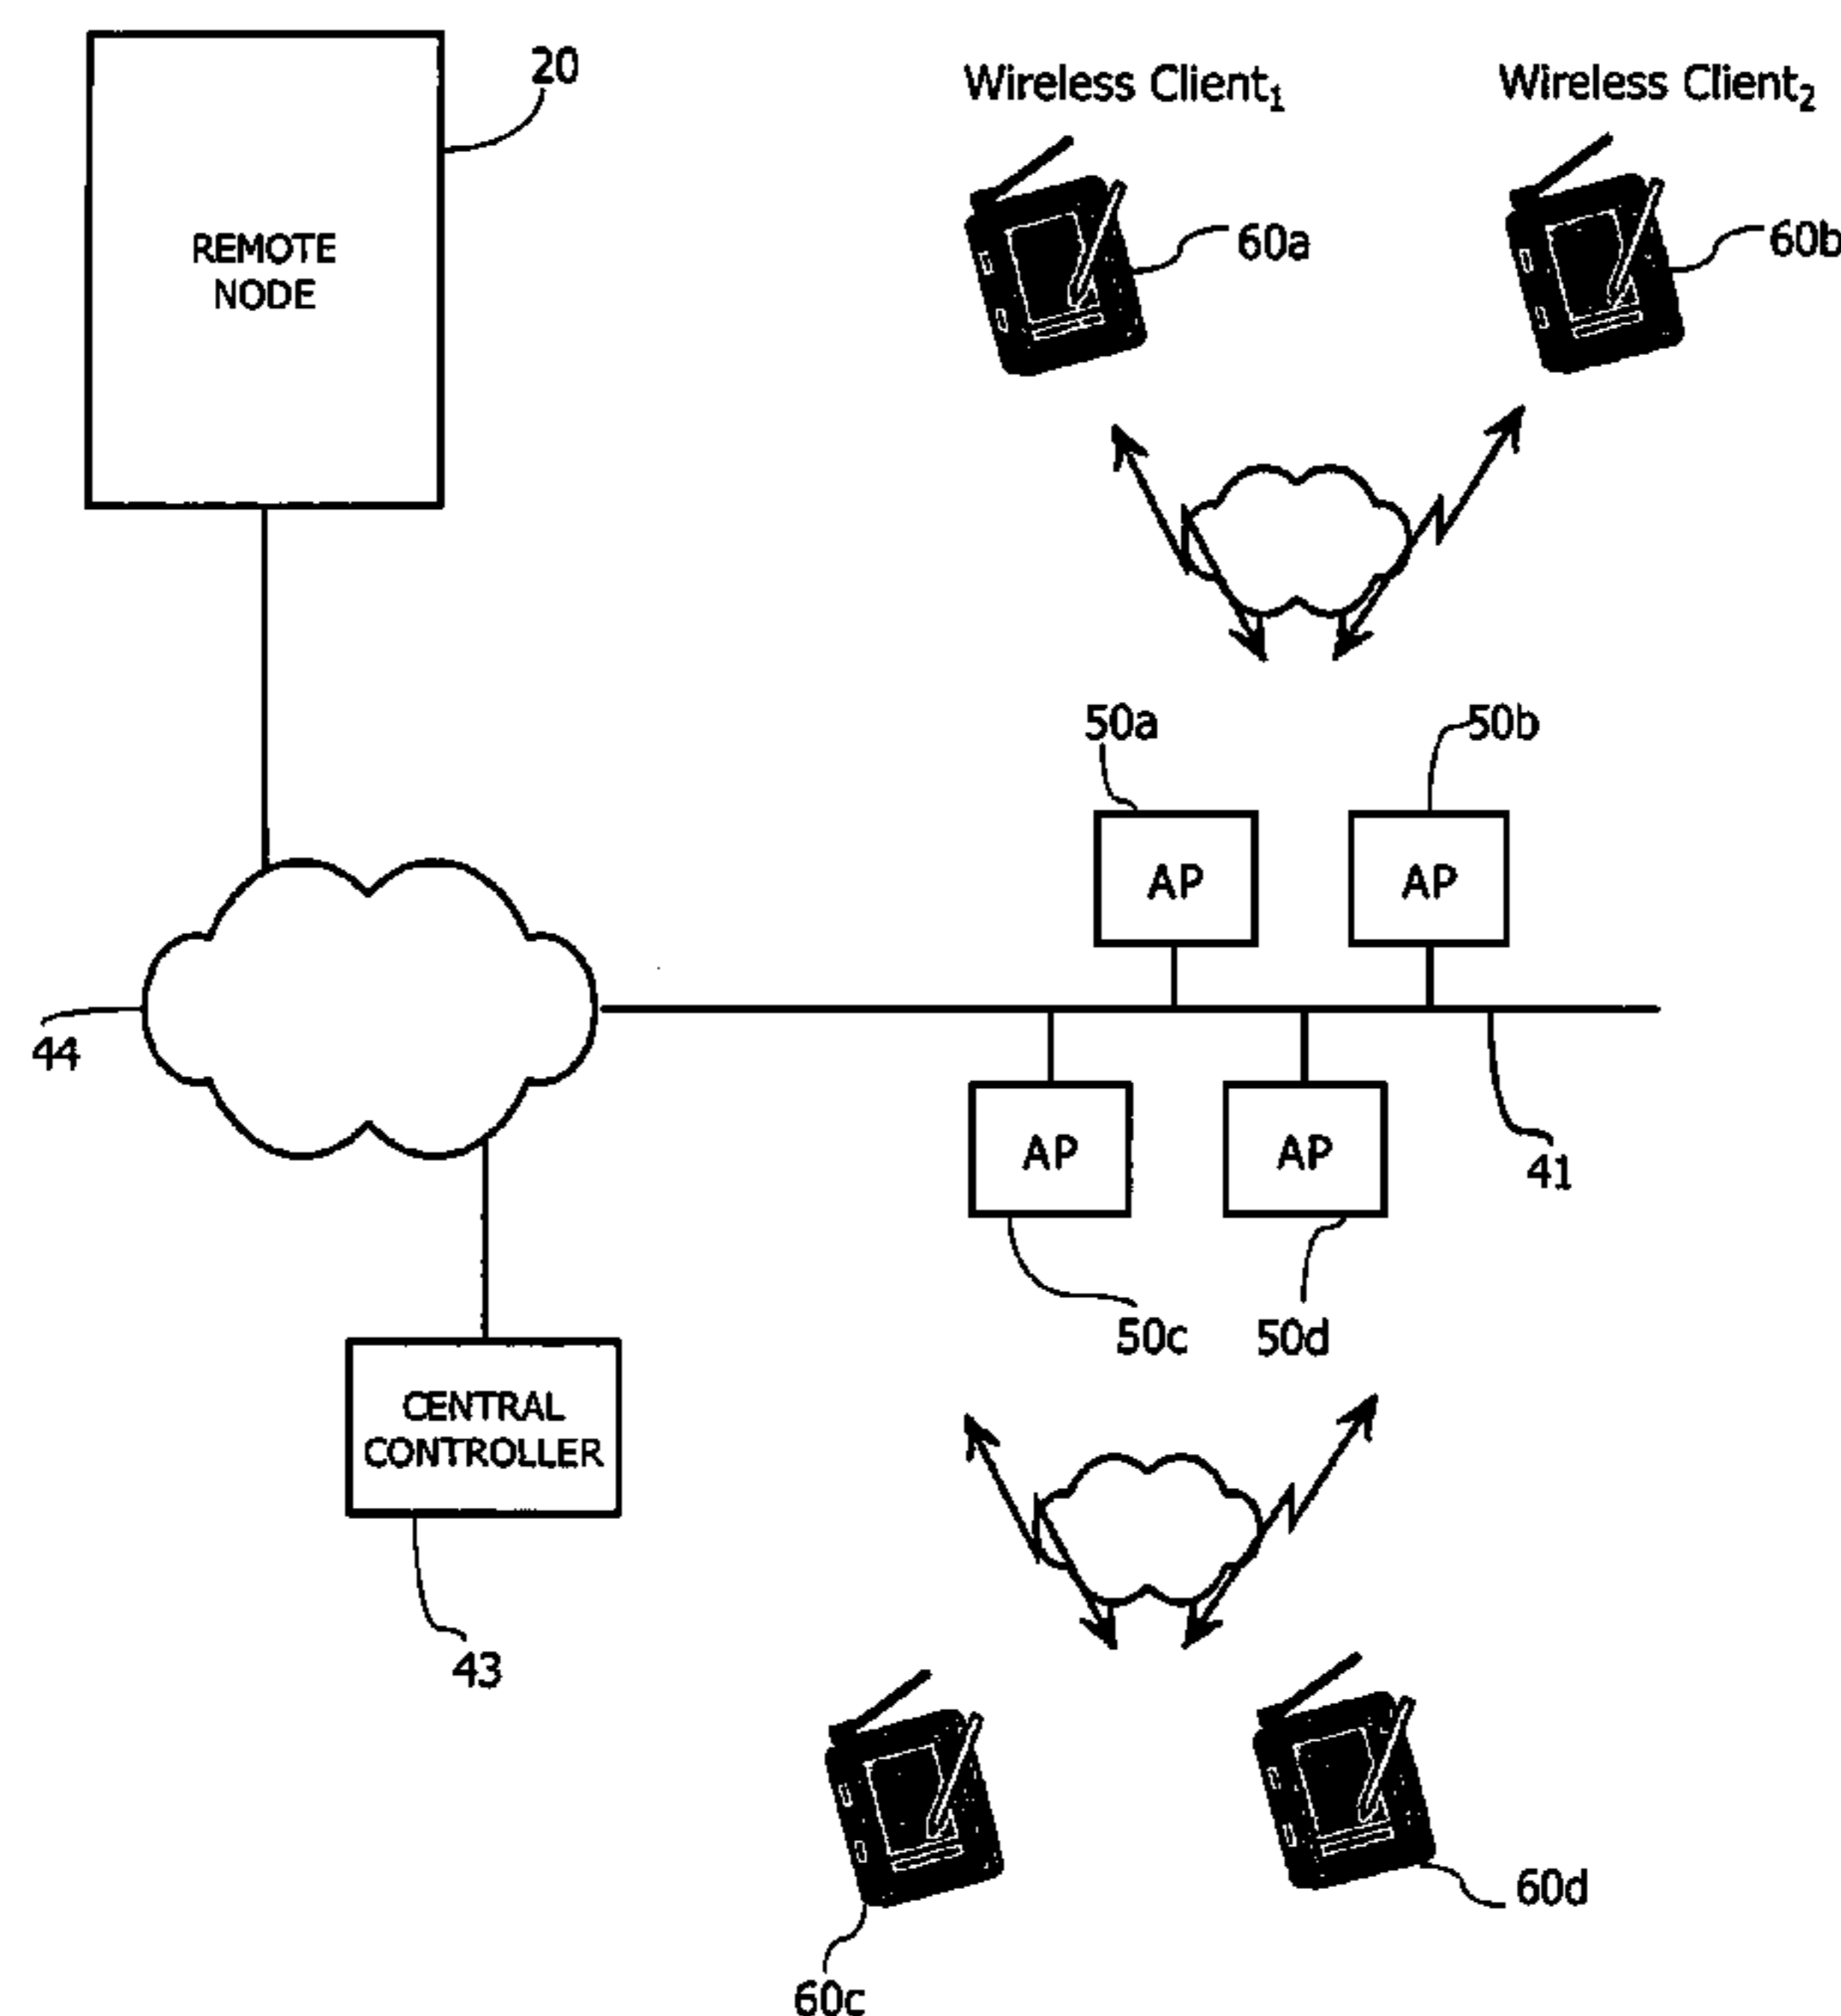 20
Wireless Client₁
Wireless Client₂
REMOTE
NODE
60a
60b
50a
50b
AP
AP
44
AP
AP
41
50c
50d
CENTRAL
CONTROLLER
43
60d
60c